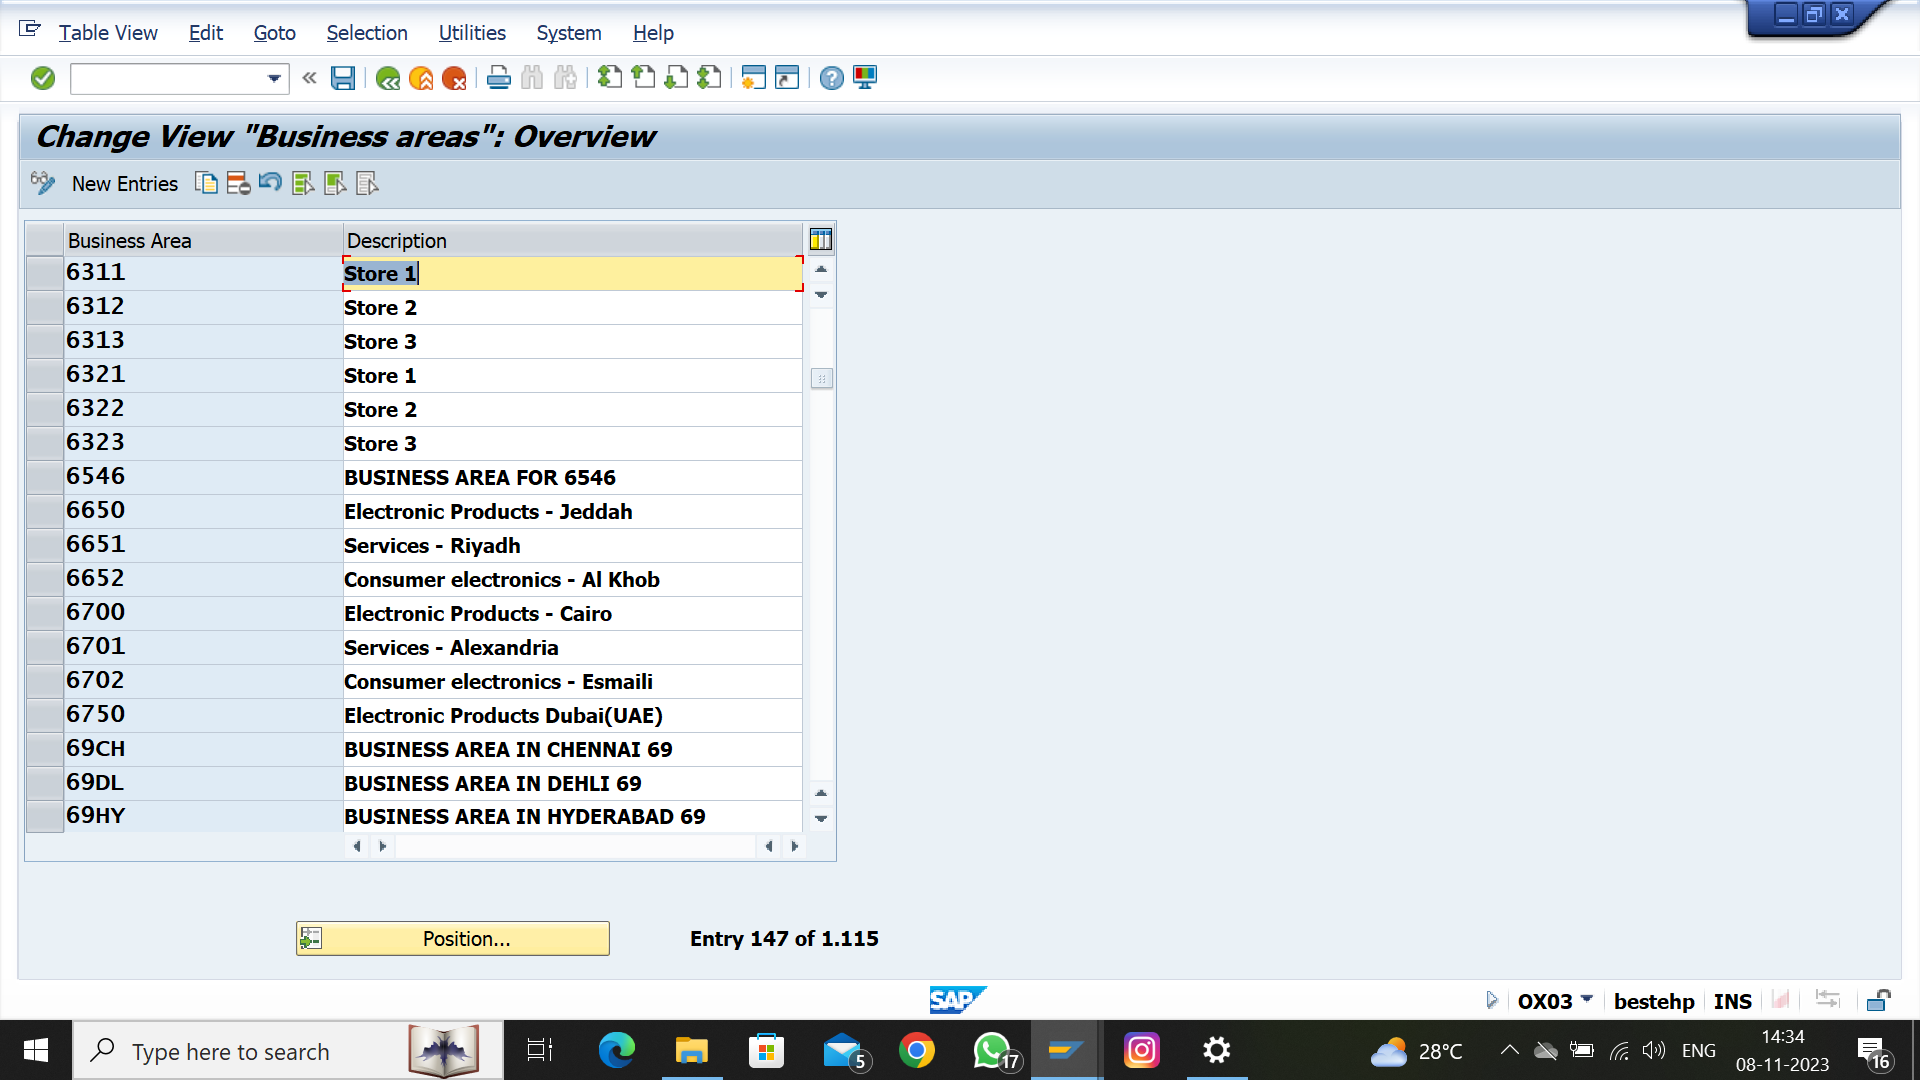 Table View Edit Goto Selection Utilities System Help
Change View "Business areas": Overview
New Entries
Business Area Description
6311 Store 1
6312 Store 2
6313 Store 3
6321 Store 1
6322 Store 2
6323 Store 3
6546 BUSINESS AREA FOR 6546
6650 Electronic Products - Jeddah
6651 Services - Riyadh
6652 Consumer electronics - Al Khob
6700 Electronic Products - Cairo
6701 Services - Alexandria
6702 Consumer electronics - Esmaili
6750 Electronic Products Dubai(UAE)
69CH BUSINESS AREA IN CHENNAI 69
69DL BUSINESS AREA IN DEHLI 69
69HY BUSINESS AREA IN HYDERABAD 69
Position... Entry 147 of 1.115
SAP OX03 bestehp INS
Type here to search 5 17 28°C ENG 14:34
08-11-2023 16